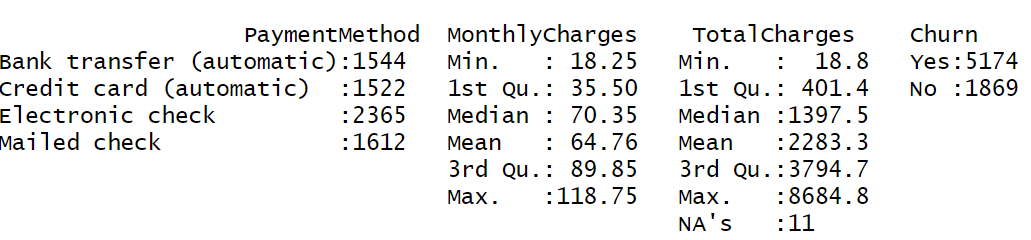 PaymentMethod MonthlyCharges TotalCharges Churn
Bank transfer (automatic):1544 Min. : 18.25 Min. : 18.8 Yes:5174
Credit card (automatic) :1522 1st Qu.: 35.50 1st Qu.: 401.4 No :1869
Electronic check :2365 Median : 70.35 Median :1397.5
Mailed check :1612 Mean : 64.76 Mean :2283.3
3rd Qu.: 89.85 3rd Qu.:3794.7
Max. :118.75 Max. :8684.8
NA's :11